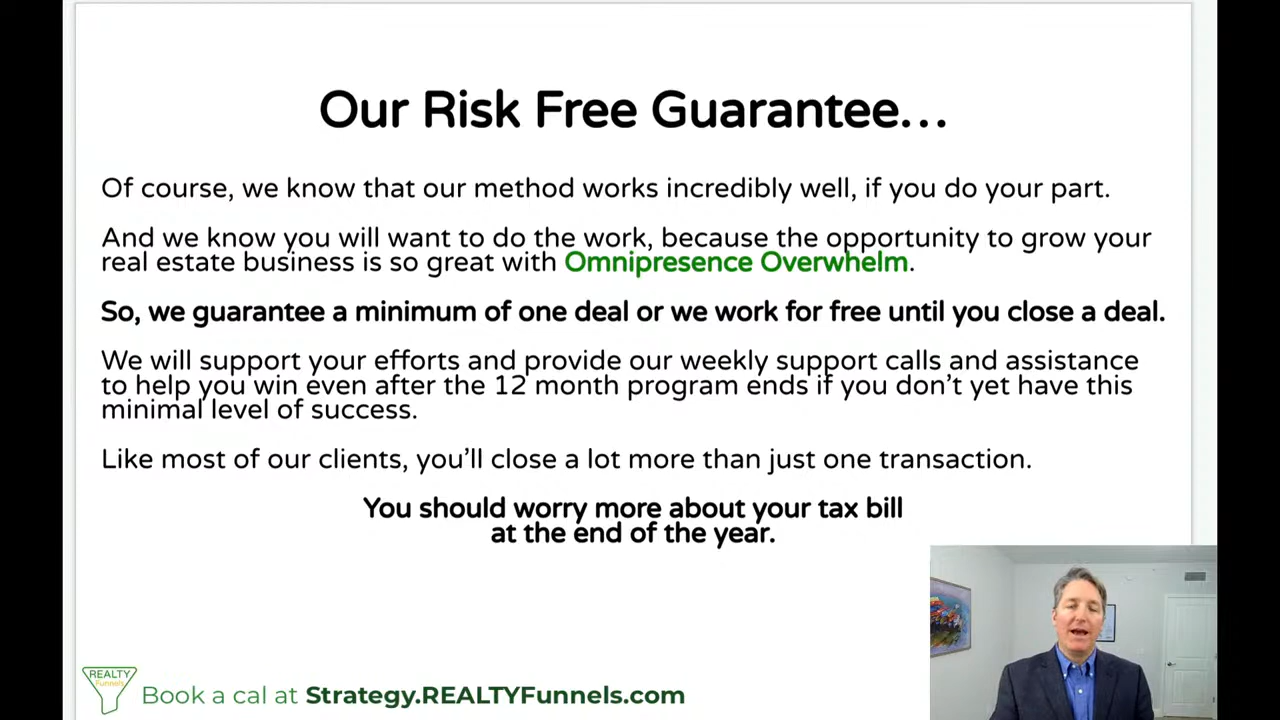 Our Risk Free Guarantee...
Of course, we know that our method works incredibly well, if you do your part.
And we know you will want to do the work, because the opportunity to grow your
real estate business is so great with Omnipresence Overwhelm.
So, we guarantee a minimum of one deal or we work for free until you close a deal.
We will support your efforts and provide our weekly support calls and assistance
to help you win even after the 12 month program ends if you don't yet have this
minimal level of success.
Like most of our clients, you'll close a lot more than just one transaction.
You should worry more about your tax bill
at the end of the year.
REALTY
Funnels
Book a cal at Strategy.REALTYFunnels.com